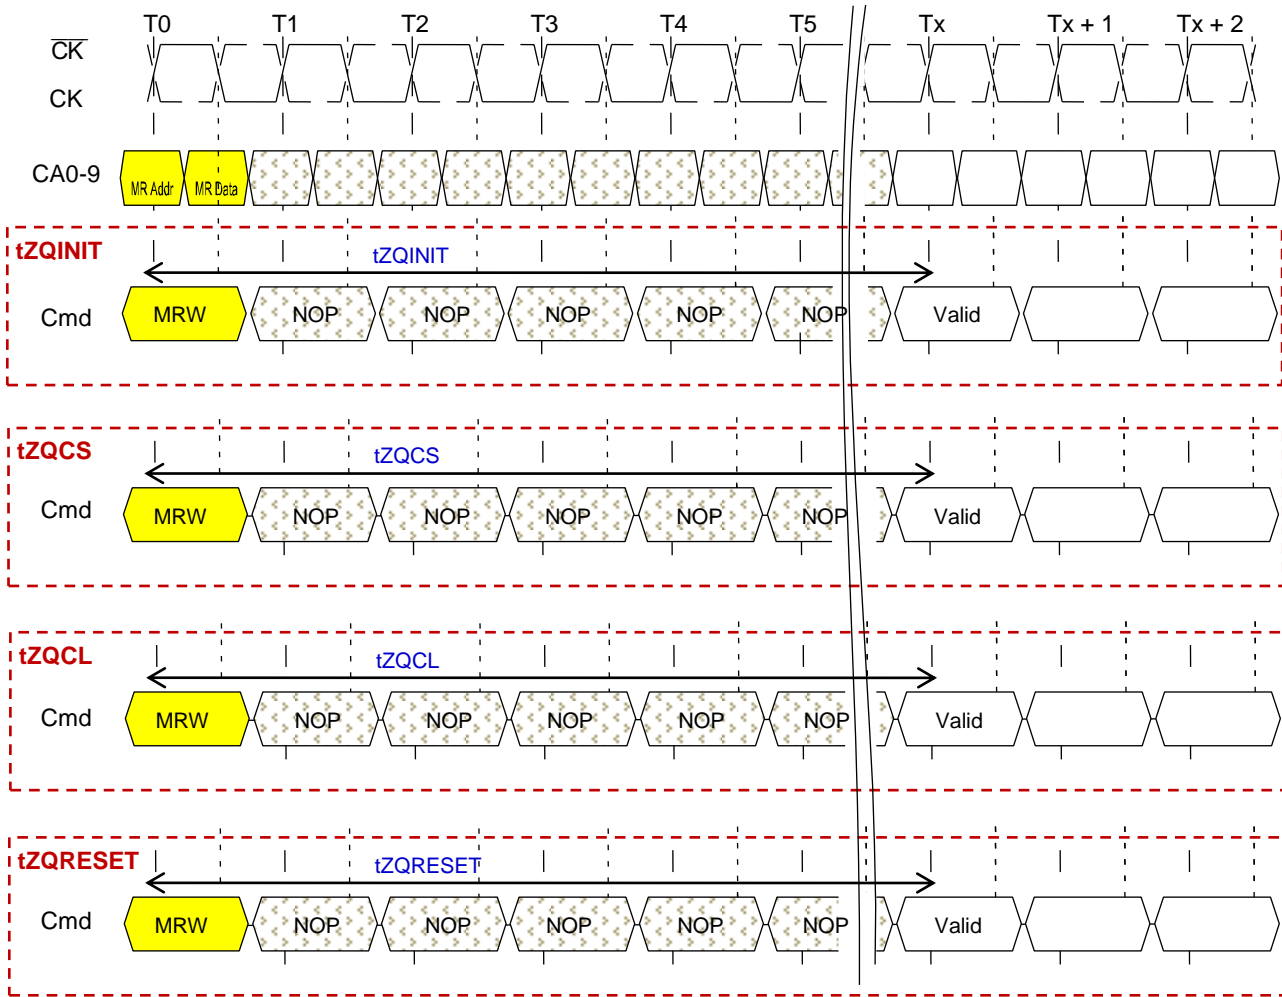 T0 T1 T2 T3 T4 T5 Tx Tx + 1 Tx + 2
CK
CK
CA0-9 MR Addr MR Data
tZQINIT
tZQINIT
Cmd MRW NOP NOP NOP NOP NOP Valid
tZQCS
tZQCS
Cmd MRW NOP NOP NOP NOP NOP Valid
tZQCL
tZQCL
Cmd MRW NOP NOP NOP NOP NOP Valid
tZQRESET
tZQRESET
Cmd MRW NOP NOP NOP NOP NOP Valid